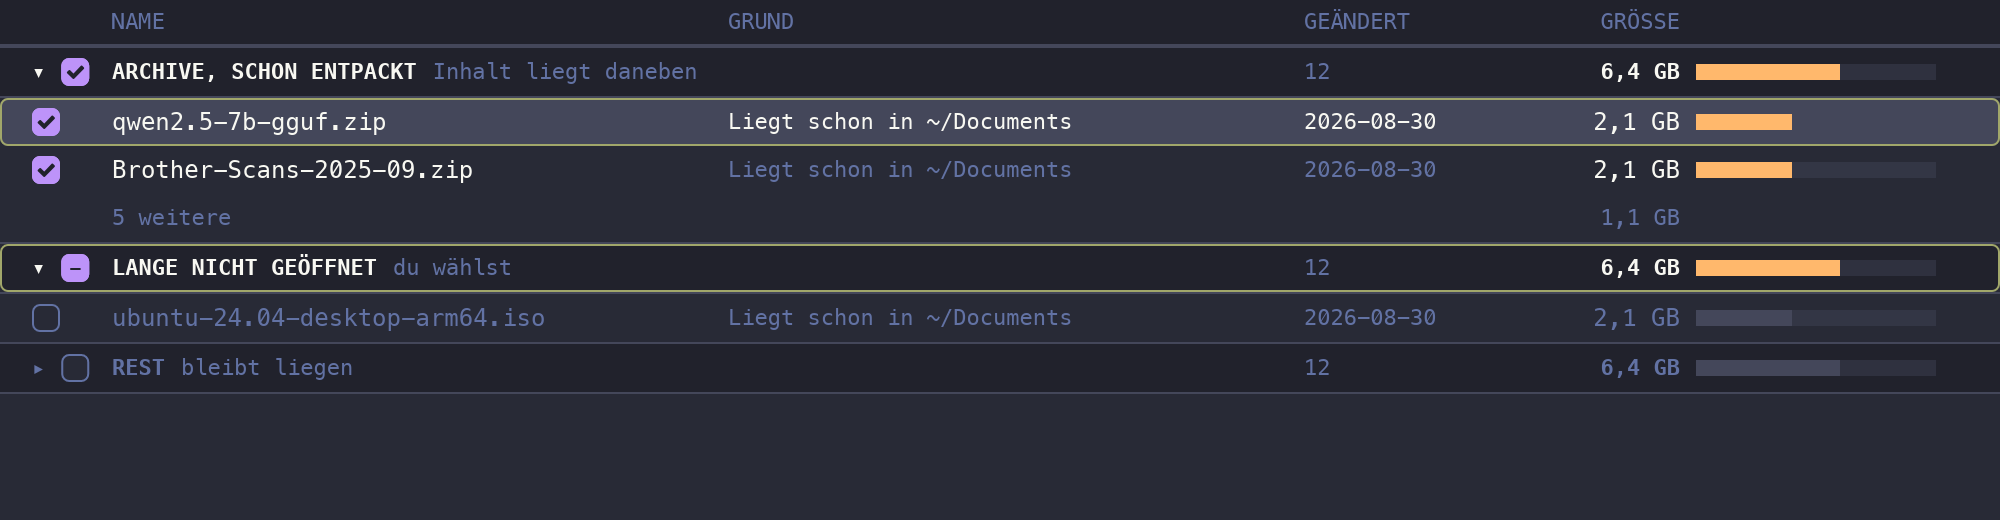 NAME GRUND GEÄNDERT GRÖSSE
ARCHIVE, SCHON ENTPACKT Inhalt liegt daneben 12 6,4 GB
qwen2.5-7b-gguf.zip Liegt schon in ~/Documents 2026-08-30 2,1 GB
Brother-Scans-2025-09.zip Liegt schon in ~/Documents 2026-08-30 2,1 GB
5 weitere 1,1 GB
LANGE NICHT GEÖFFNET du wählst 12 6,4 GB
ubuntu-24.04-desktop-arm64.iso Liegt schon in ~/Documents 2026-08-30 2,1 GB
REST bleibt liegen 12 6,4 GB